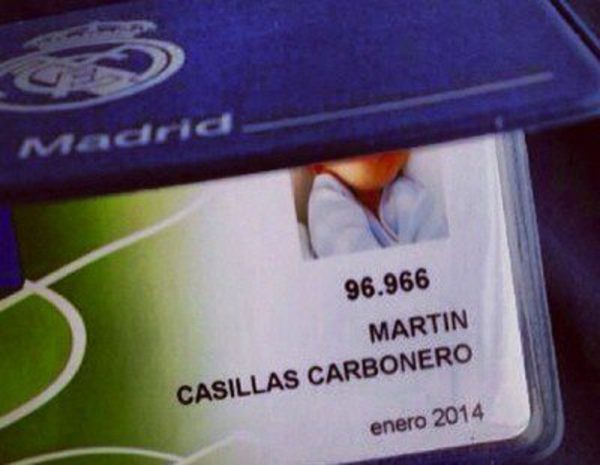 Madrid
96.966
MARTIN
CASILLAS CARBONERO
enero 2014